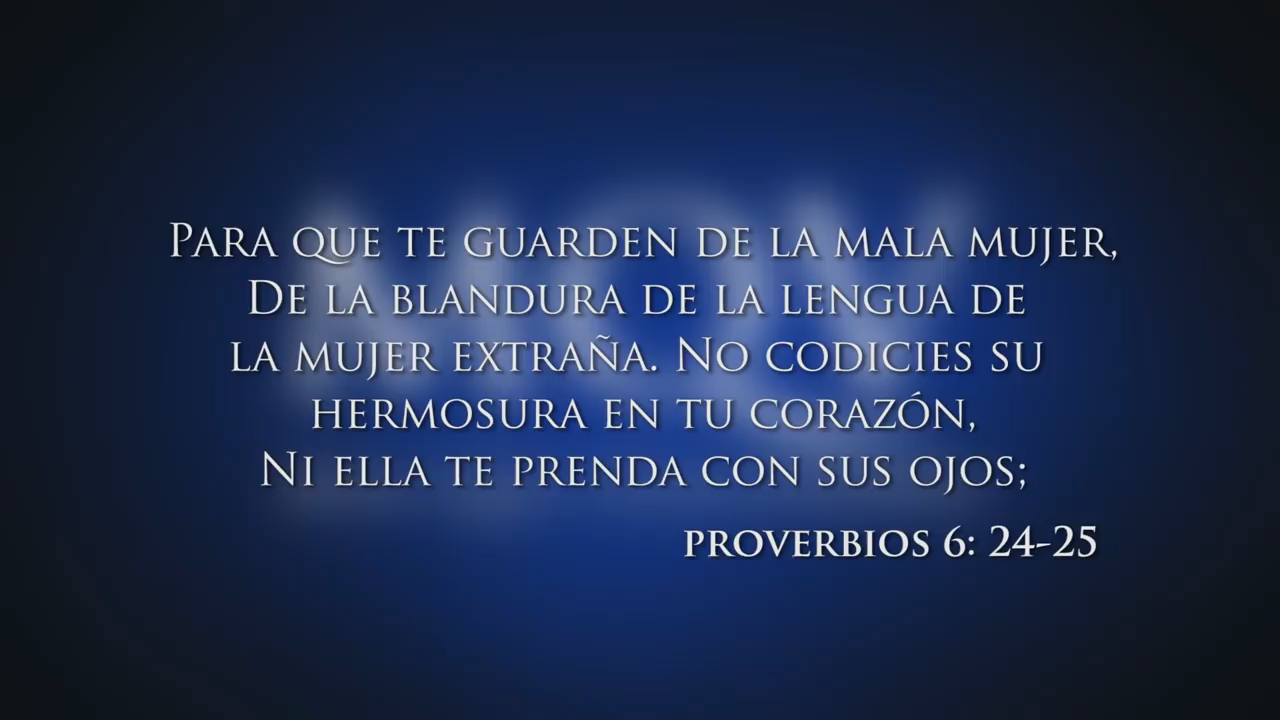 Para que te guarden de la mala mujer,
De la blandura de la lengua de
la mujer extraña. No codicies su
hermosura en tu corazón,
Ni ella te prenda con sus ojos;
Proverbios 6: 24-25